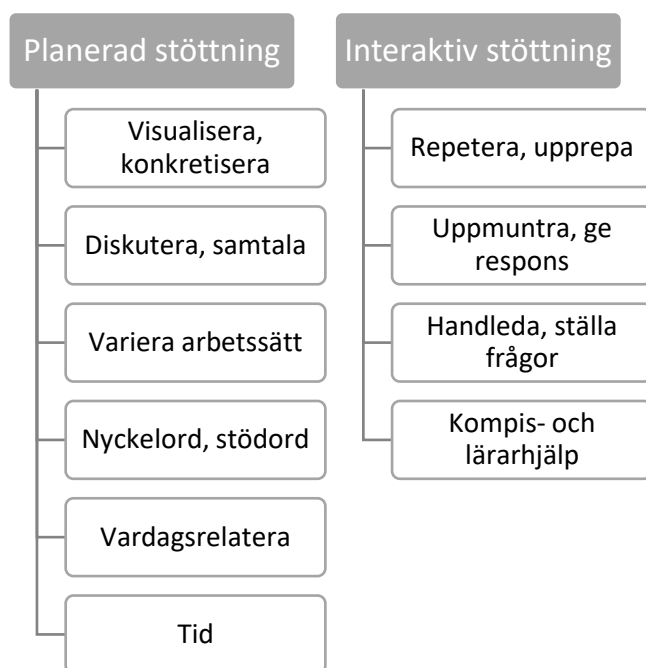 Planerad stöttning
Visualisera,
konkretisera
Diskutera, samtala
Variera arbetssätt
Nyckelord, stödord
Vardagsrelatera
Tid
Interaktiv stöttning
Repetera, upprepa
Uppmuntra, ge
respons
Handleda, ställa
frågor
Kompis- och
lärarhjälp